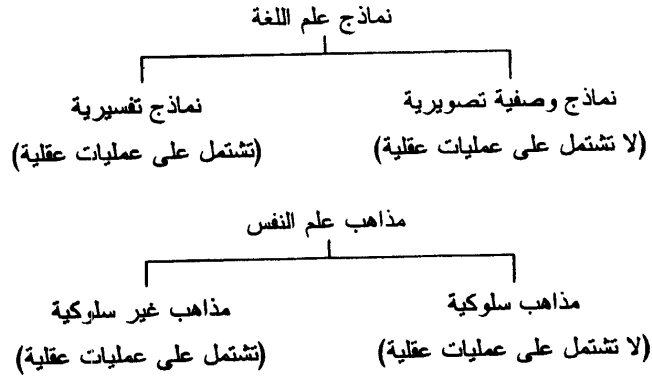 نماذج علم اللغة
نماذج وصفية تصويرية
(لا تشتمل على عمليات عقلية)
نماذج تفسيرية
(تشتمل على عمليات عقلية)
مذاهب علم النفس
مذاهب سلوكية
(لا تشتمل على عمليات عقلية)
مذاهب غير سلوكية
(تشتمل على عمليات عقلية)